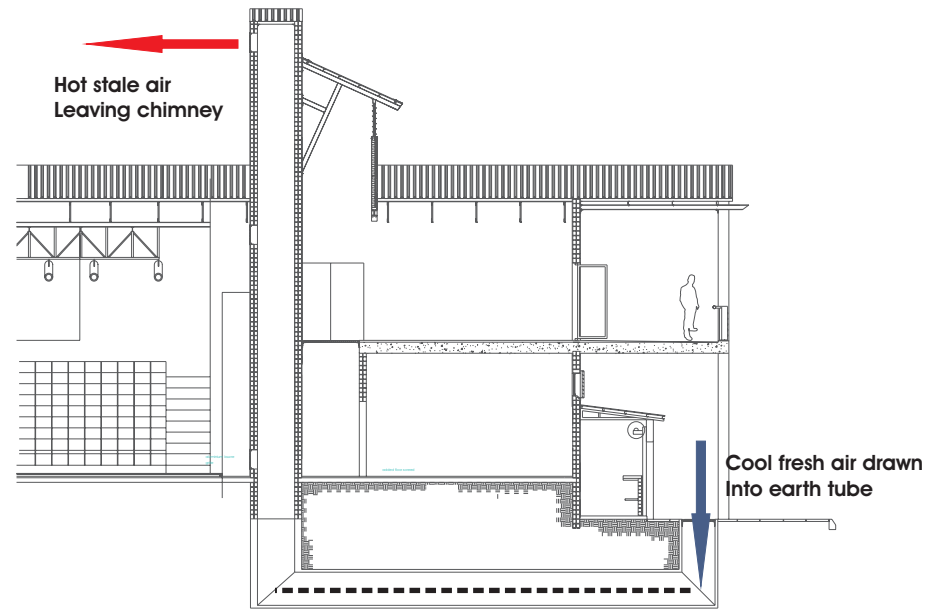 Hot stale air
Leaving chimney
Cool fresh air drawn
Into earth tube